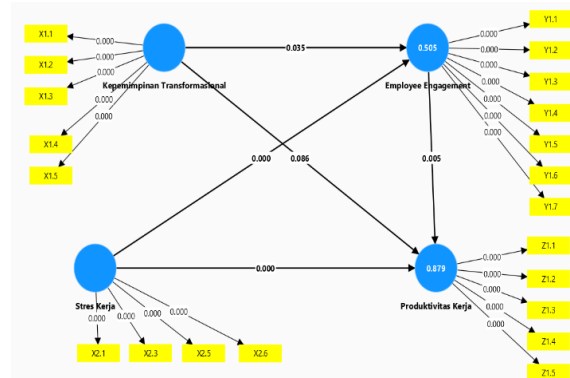 X1.1
0.000
X1.2
0.000
X1.3
0.000
0.000
0.000
X1.4
X1.5
Kepemimpinan Transformasional
0.035
0.505
Employee Engagement
Y1.1
0.000
Y1.2
0.000
Y1.3
0.000
Y1.4
0.000
Y1.5
0.000
Y1.6
0.000
Y1.7
0.000
0.000
0.086
0.005
Stres Kerja
0.000
0.879
Produktivitas Kerja
0.000
0.000
0.000
0.000
X2.1
X2.3
X2.5
X2.6
Z1.1
0.000
Z1.2
0.000
Z1.3
0.000
Z1.4
0.000
Z1.5
0.000